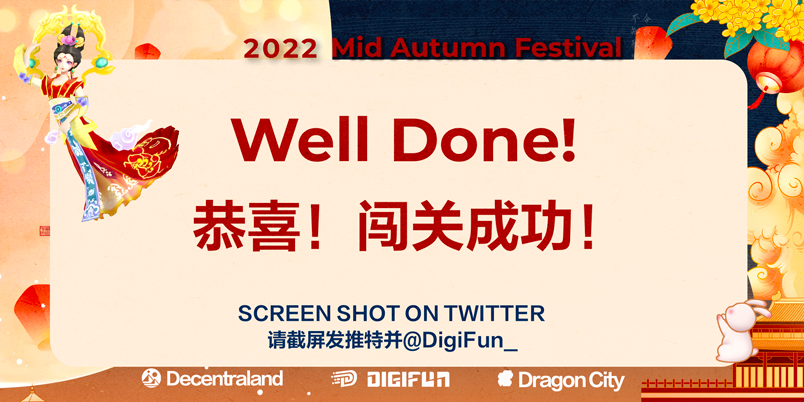 2022 Mid Autumn Festival
Well Done!
恭喜！闯关成功！
SCREEN SHOT ON TWITTER
请截屏发推特并@DigiFun_
Decentraland DIGIFUN Dragon City